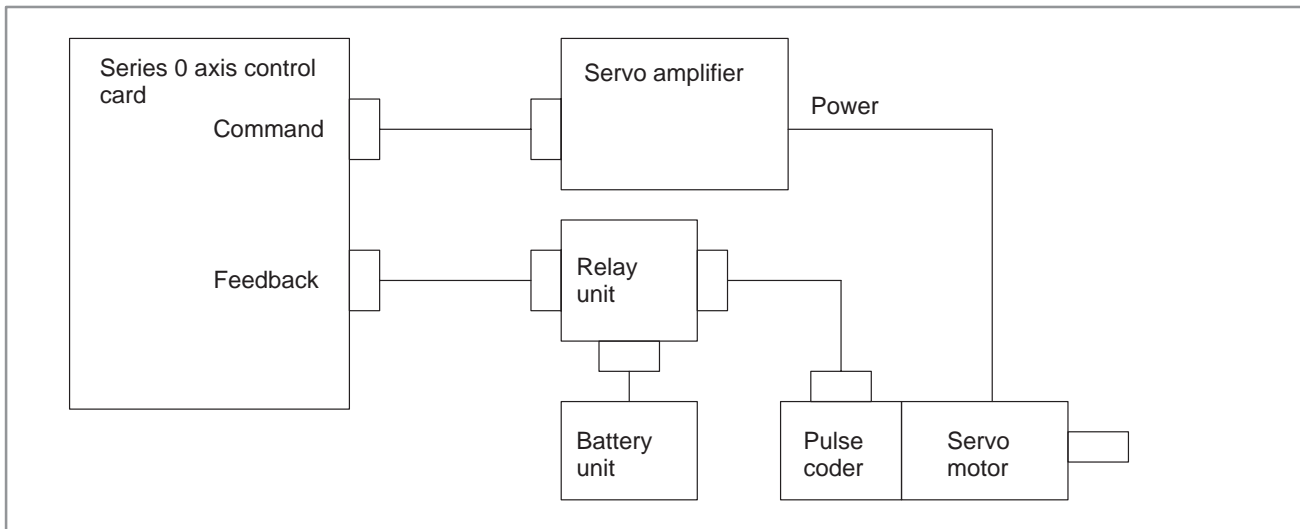 Series 0 axis control
card
Command
Servo amplifier
Power
Feedback
Relay
unit
Battery
unit
Pulse
coder
Servo
motor